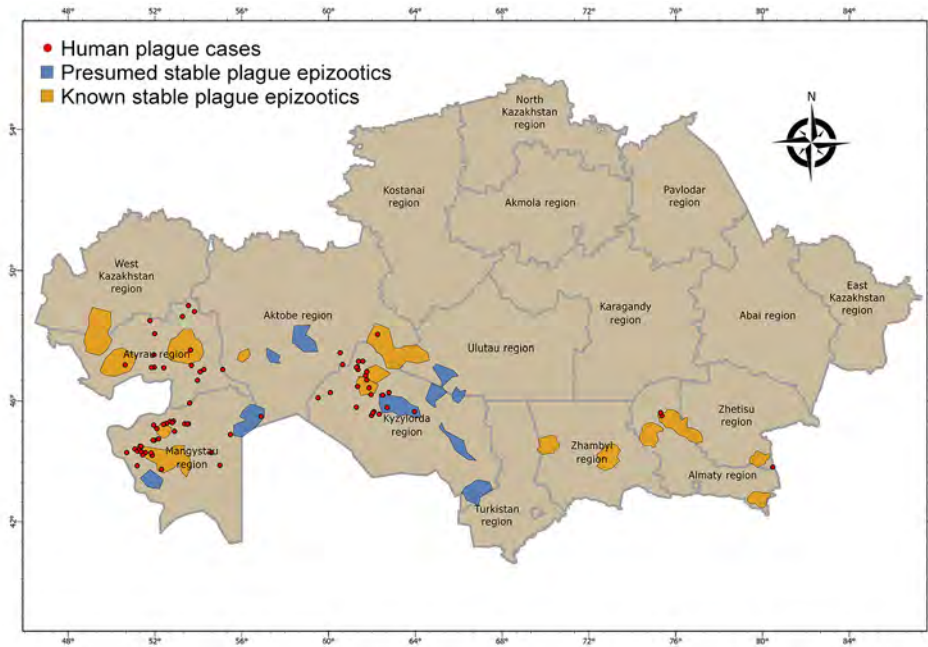 Human plague cases
Presumed stable plague epizootics
Known stable plague epizootics
N
North
Kazakhstan
region
Kostanai
region
Akmola region
Pavlodar
region
West
Kazakhstan
region
Aktobe region
Karagandy
region
East
Kazakhstan
region
Abai region
Ulutau region
Atyrau region
Kyzylorda
region
Zhetisu
region
Zhambyl
region
Mangystau
region
Almaty region
Turkistan
region
54°
50°
46°
42°
48°
52°
56°
60°
64°
68°
72°
76°
80°
84°